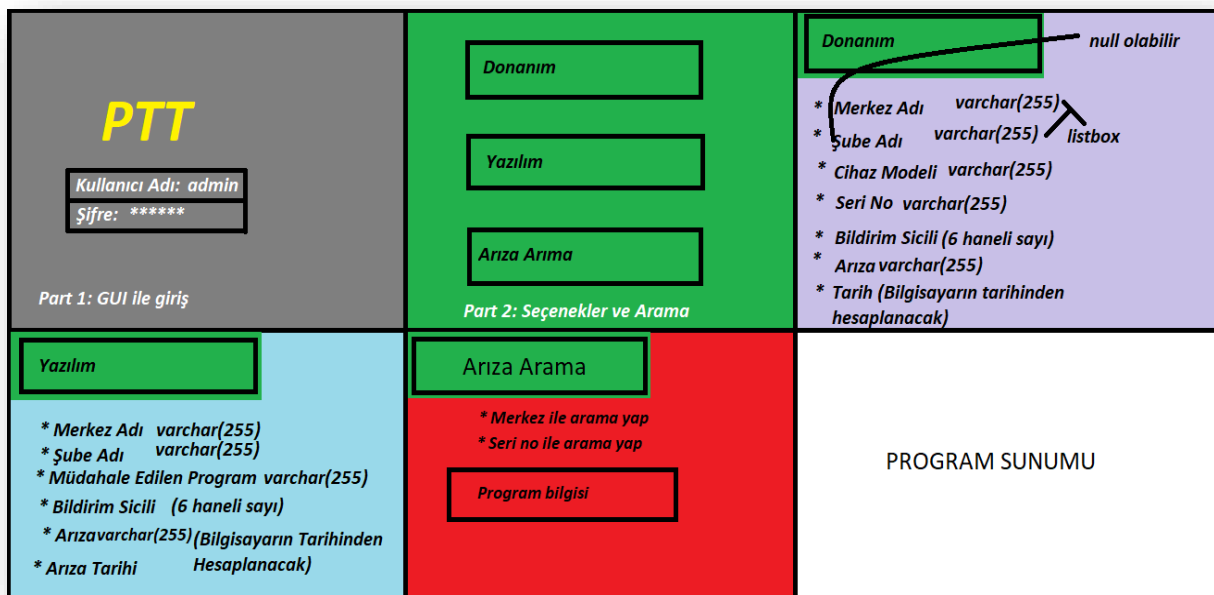 PTT
Kullanıcı Adı: admin
Şifre: ******
Part 1: GUI ile giriş
Donanım
Yazılım
Arıza Arıma
Part 2: Seçenekler ve Arama
Donanım
null olabilir
* Merkez Adı varchar(255)
* Şube Adı varchar(255)
listbox
* Cihaz Modeli varchar(255)
* Seri No varchar(255)
* Bildirim Sicili (6 haneli sayı)
* Arıza varchar(255)
* Tarih (Bilgisayarın tarihinden
hesaplanacak)
Yazılım
* Merkez Adı varchar(255)
* Şube Adı varchar(255)
* Müdahale Edilen Program varchar(255)
* Bildirim Sicili (6 haneli sayı)
* Arıza varchar(255) (Bilgisayarın Tarihinden
* Arıza Tarihi Hesaplanacak)
Arıza Arama
* Merkez ile arama yap
* Seri no ile arama yap
Program bilgisi
PROGRAM SUNUMU